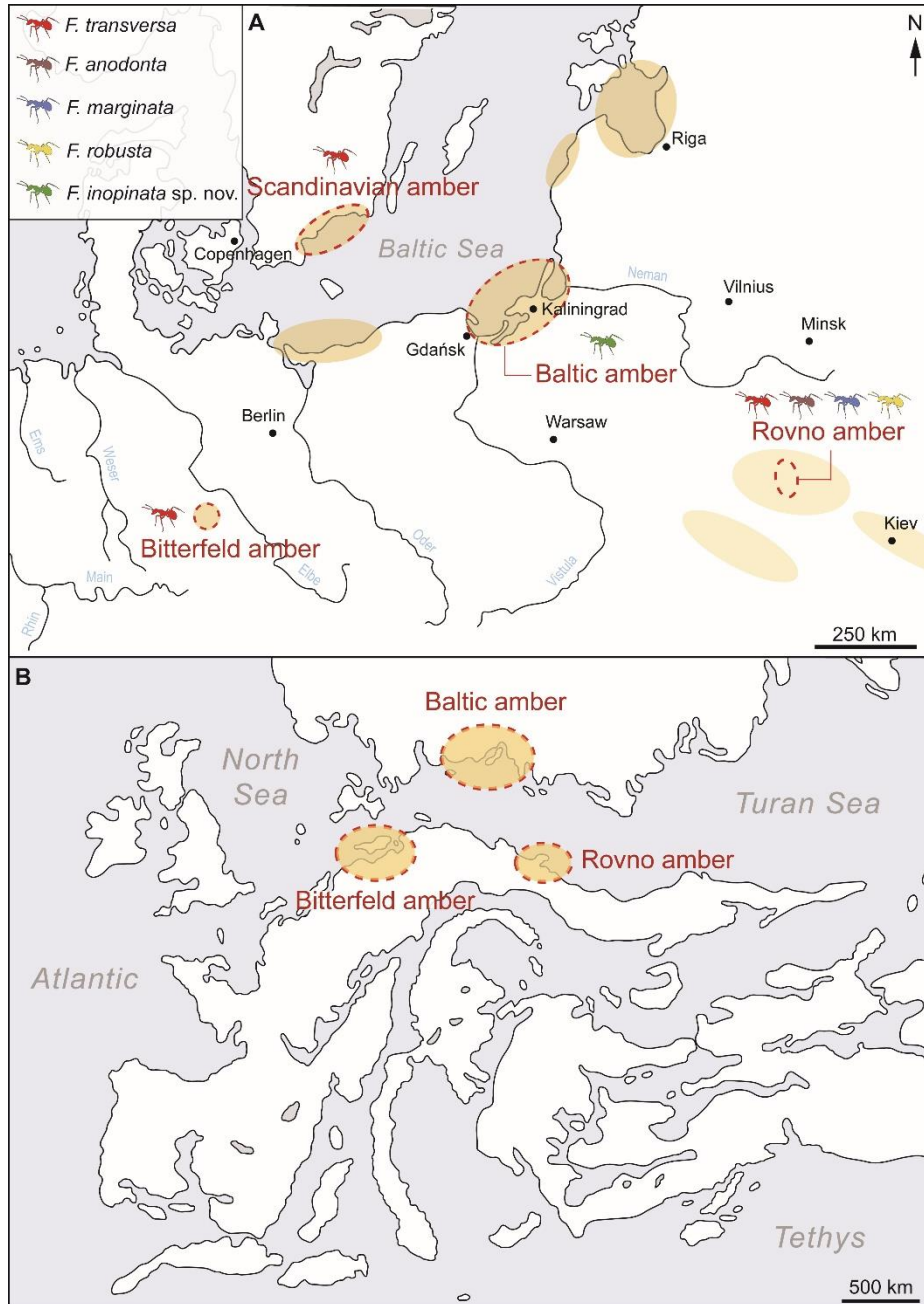 A
N
F. transversa
F. anodonta
F. marginata
F. robusta
F. inopinata sp. nov.
Riga
Scandinavian amber
Copenhagen
Baltic Sea
Neman
Vilnius
Kaliningrad
Minsk
Gdańsk
Baltic amber
Berlin
Warsaw
Rovno amber
Ems
Weser
Kiev
Bitterfeld amber
Oder
Elbe
Vistula
Main
Rhin
250 km
B
Baltic amber
North
Sea
Turan Sea
Rovno amber
Bitterfeld amber
Atlantic
Tethys
500 km